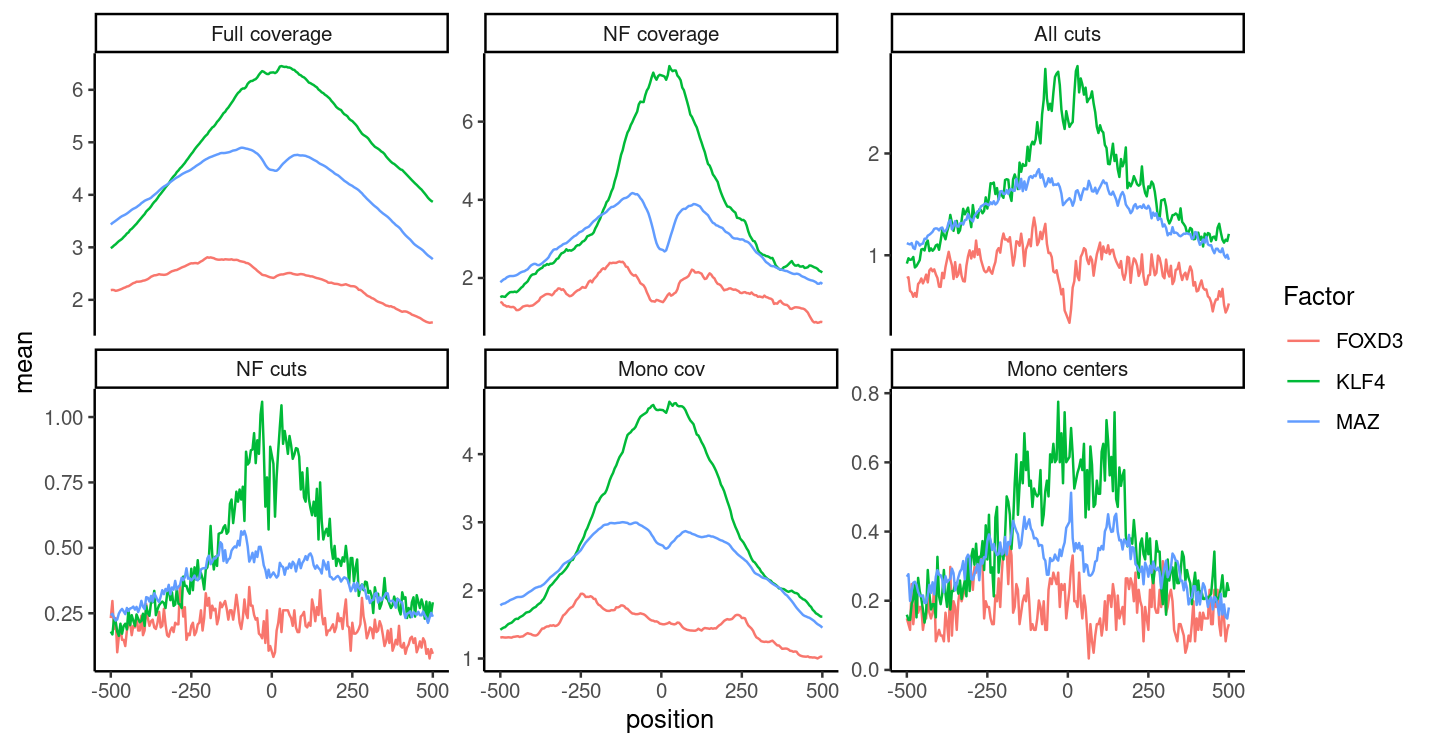 Full coverage
NF coverage
All cuts
6
5
4
3
2
6
4
2
2
1
mean
NF cuts
Mono cov
Mono centers
1.00
0.75
0.50
0.25
4
3
2
1
0.8
0.6
0.4
0.2
0.0
-500 -250 0 250 500
-500 -250 0 250 500
-500 -250 0 250 500
position
Factor
FOXD3
KLF4
MAZ